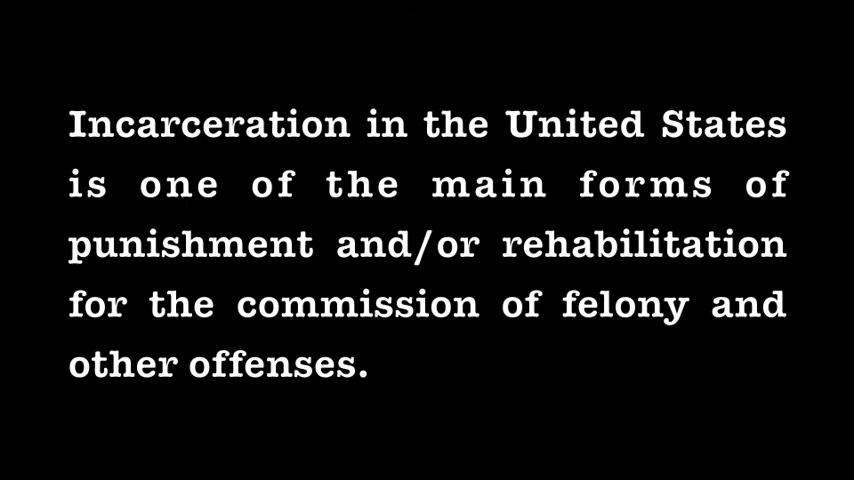 Incarceration in the United States
is one of the main forms of
punishment and/or rehabilitation
for the commission of felony and
other offenses.